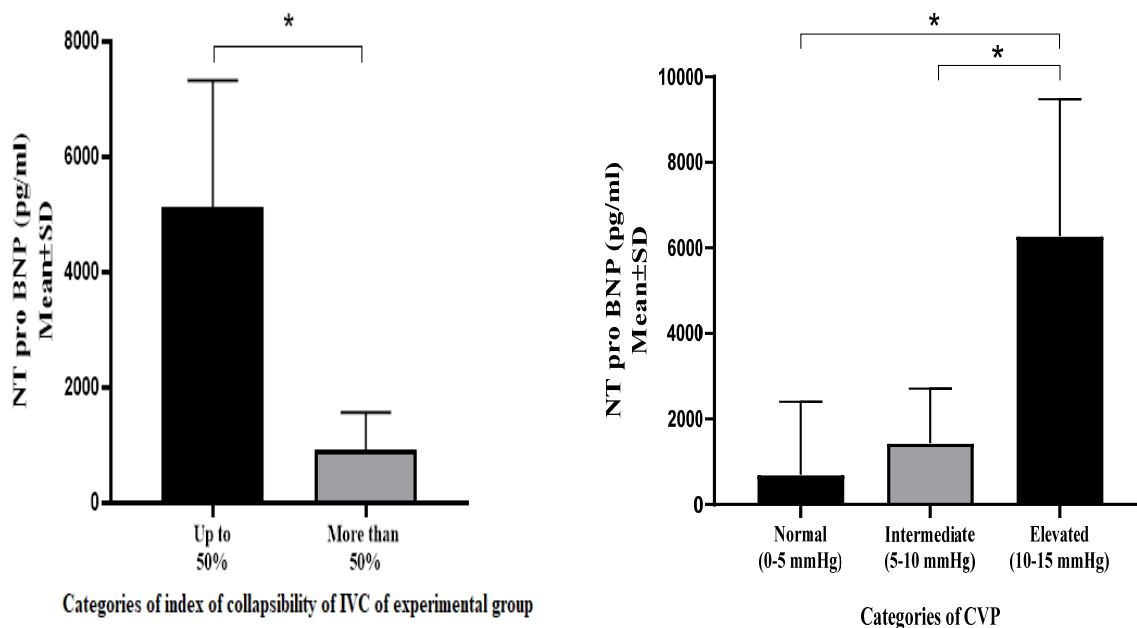 *
8000
6000
4000
2000
0
NT pro BNP (pg/ml)
Mean±SD
Up to
50%
More than
50%
Categories of index of collapsibility of IVC of experimental group
*
*
10000
8000
6000
4000
2000
0
NT pro BNP (pg/ml)
Mean±SD
Normal
(0-5 mmHg)
Intermediate
(5-10 mmHg)
Elevated
(10-15 mmHg)
Categories of CVP